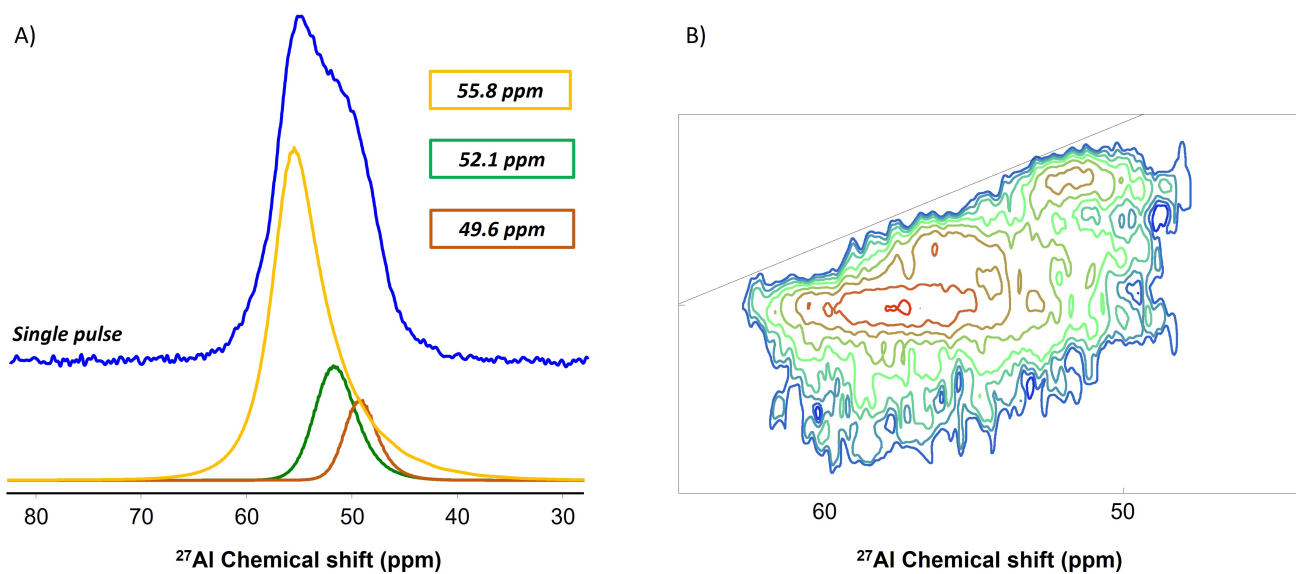 A)
B)
55.8 ppm
52.1 ppm
49.6 ppm
Single pulse
80 70 60 50 40 30
60 50
²⁷Al Chemical shift (ppm)
²⁷Al Chemical shift (ppm)